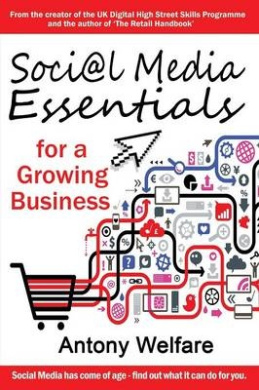 From the creator of the UK Digital High Street Skills Programme
and the author of 'The Retail Handbook'
Soci@l Media
Essentials
for a
Growing
Business
Antony Welfare
Social Media has come of age - find out what it can do for you.